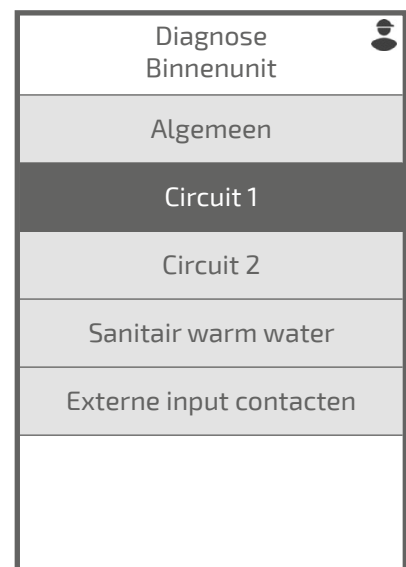 Diagnose
Binnenunit
Algemeen
Circuit 1
Circuit 2
Sanitair warm water
Externe input contacten